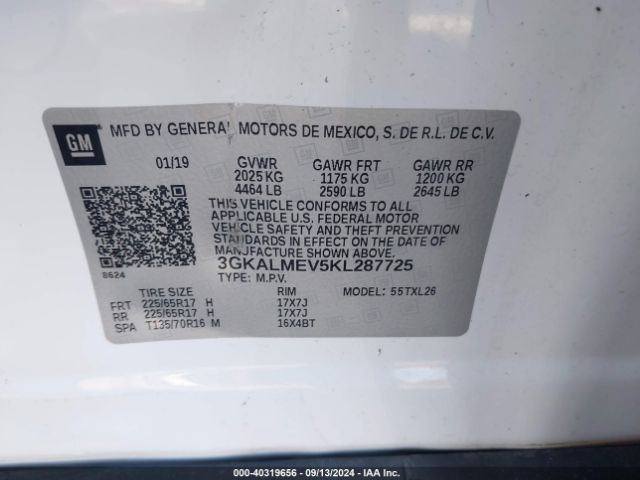 GM
MFD BY GENERAL MOTORS DE MEXICO, S. DE R.L. DE C.V.
01/19 GVWR GAWR FRT GAWR RR
2025 KG 1175 KG 1200 KG
4464 LB 2590 LB 2645 LB
THIS VEHICLE CONFORMS TO ALL
APPLICABLE U.S. FEDERAL MOTOR
VEHICLE SAFETY AND THEFT PREVENTION
STANDARDS IN EFFECT ON THE DATE OF
MANUFACTURE SHOWN ABOVE.
3GKALMEV5KL287725
8624
TYPE: M.P.V.
TIRE SIZE RIM MODEL: 55TXL26
FRT 225/65R17 H 17X7J
RR 225/65R17 H 17X7J
SPA T135/70R16 M 16X4BT
000-40319656 - 09/13/2024 - IAA Inc.